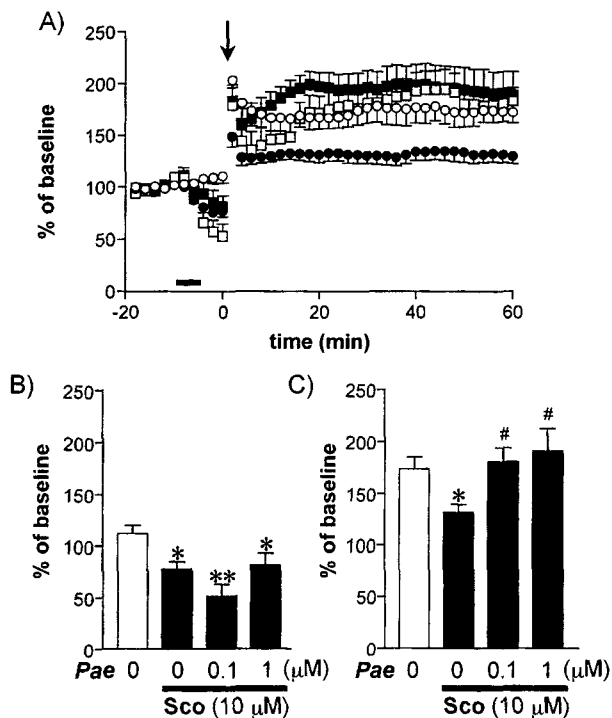 A)
250
200
150
100
50
0
% of baseline
-20 0 20 40 60
time (min)
B)
250
200
150
100
50
0
% of baseline
*
**
*
Pae 0 0 0.1 1 (μM)
Sco (10 μM)
C)
250
200
150
100
50
0
% of baseline
*
#
#
0 0 0.1 1 (μM)
Sco (10 μM)
Pae